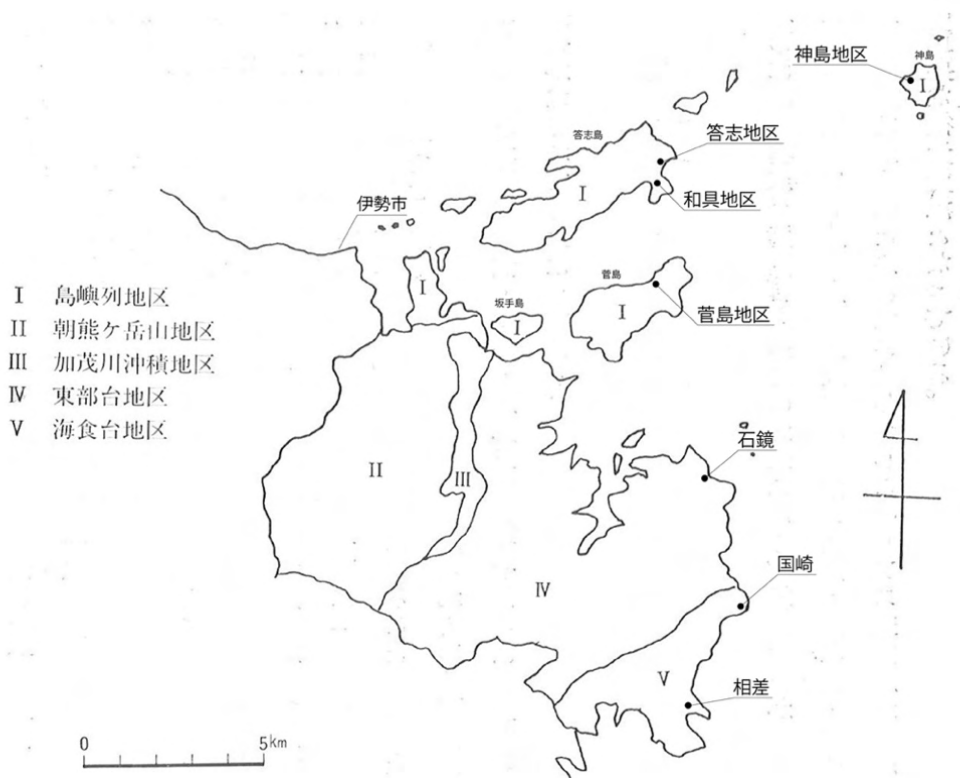 神島地区
神島
I
答志島
答志地区
I
和具地区
伊勢市
I
菅島
坂手島
I
I
菅島地区
I 島嶼列地区
II 朝熊ケ岳山地区
III 加茂川沖積地区
IV 東部台地区
V 海食台地区
石鏡
II
III
国崎
IV
V
相差
0 5km